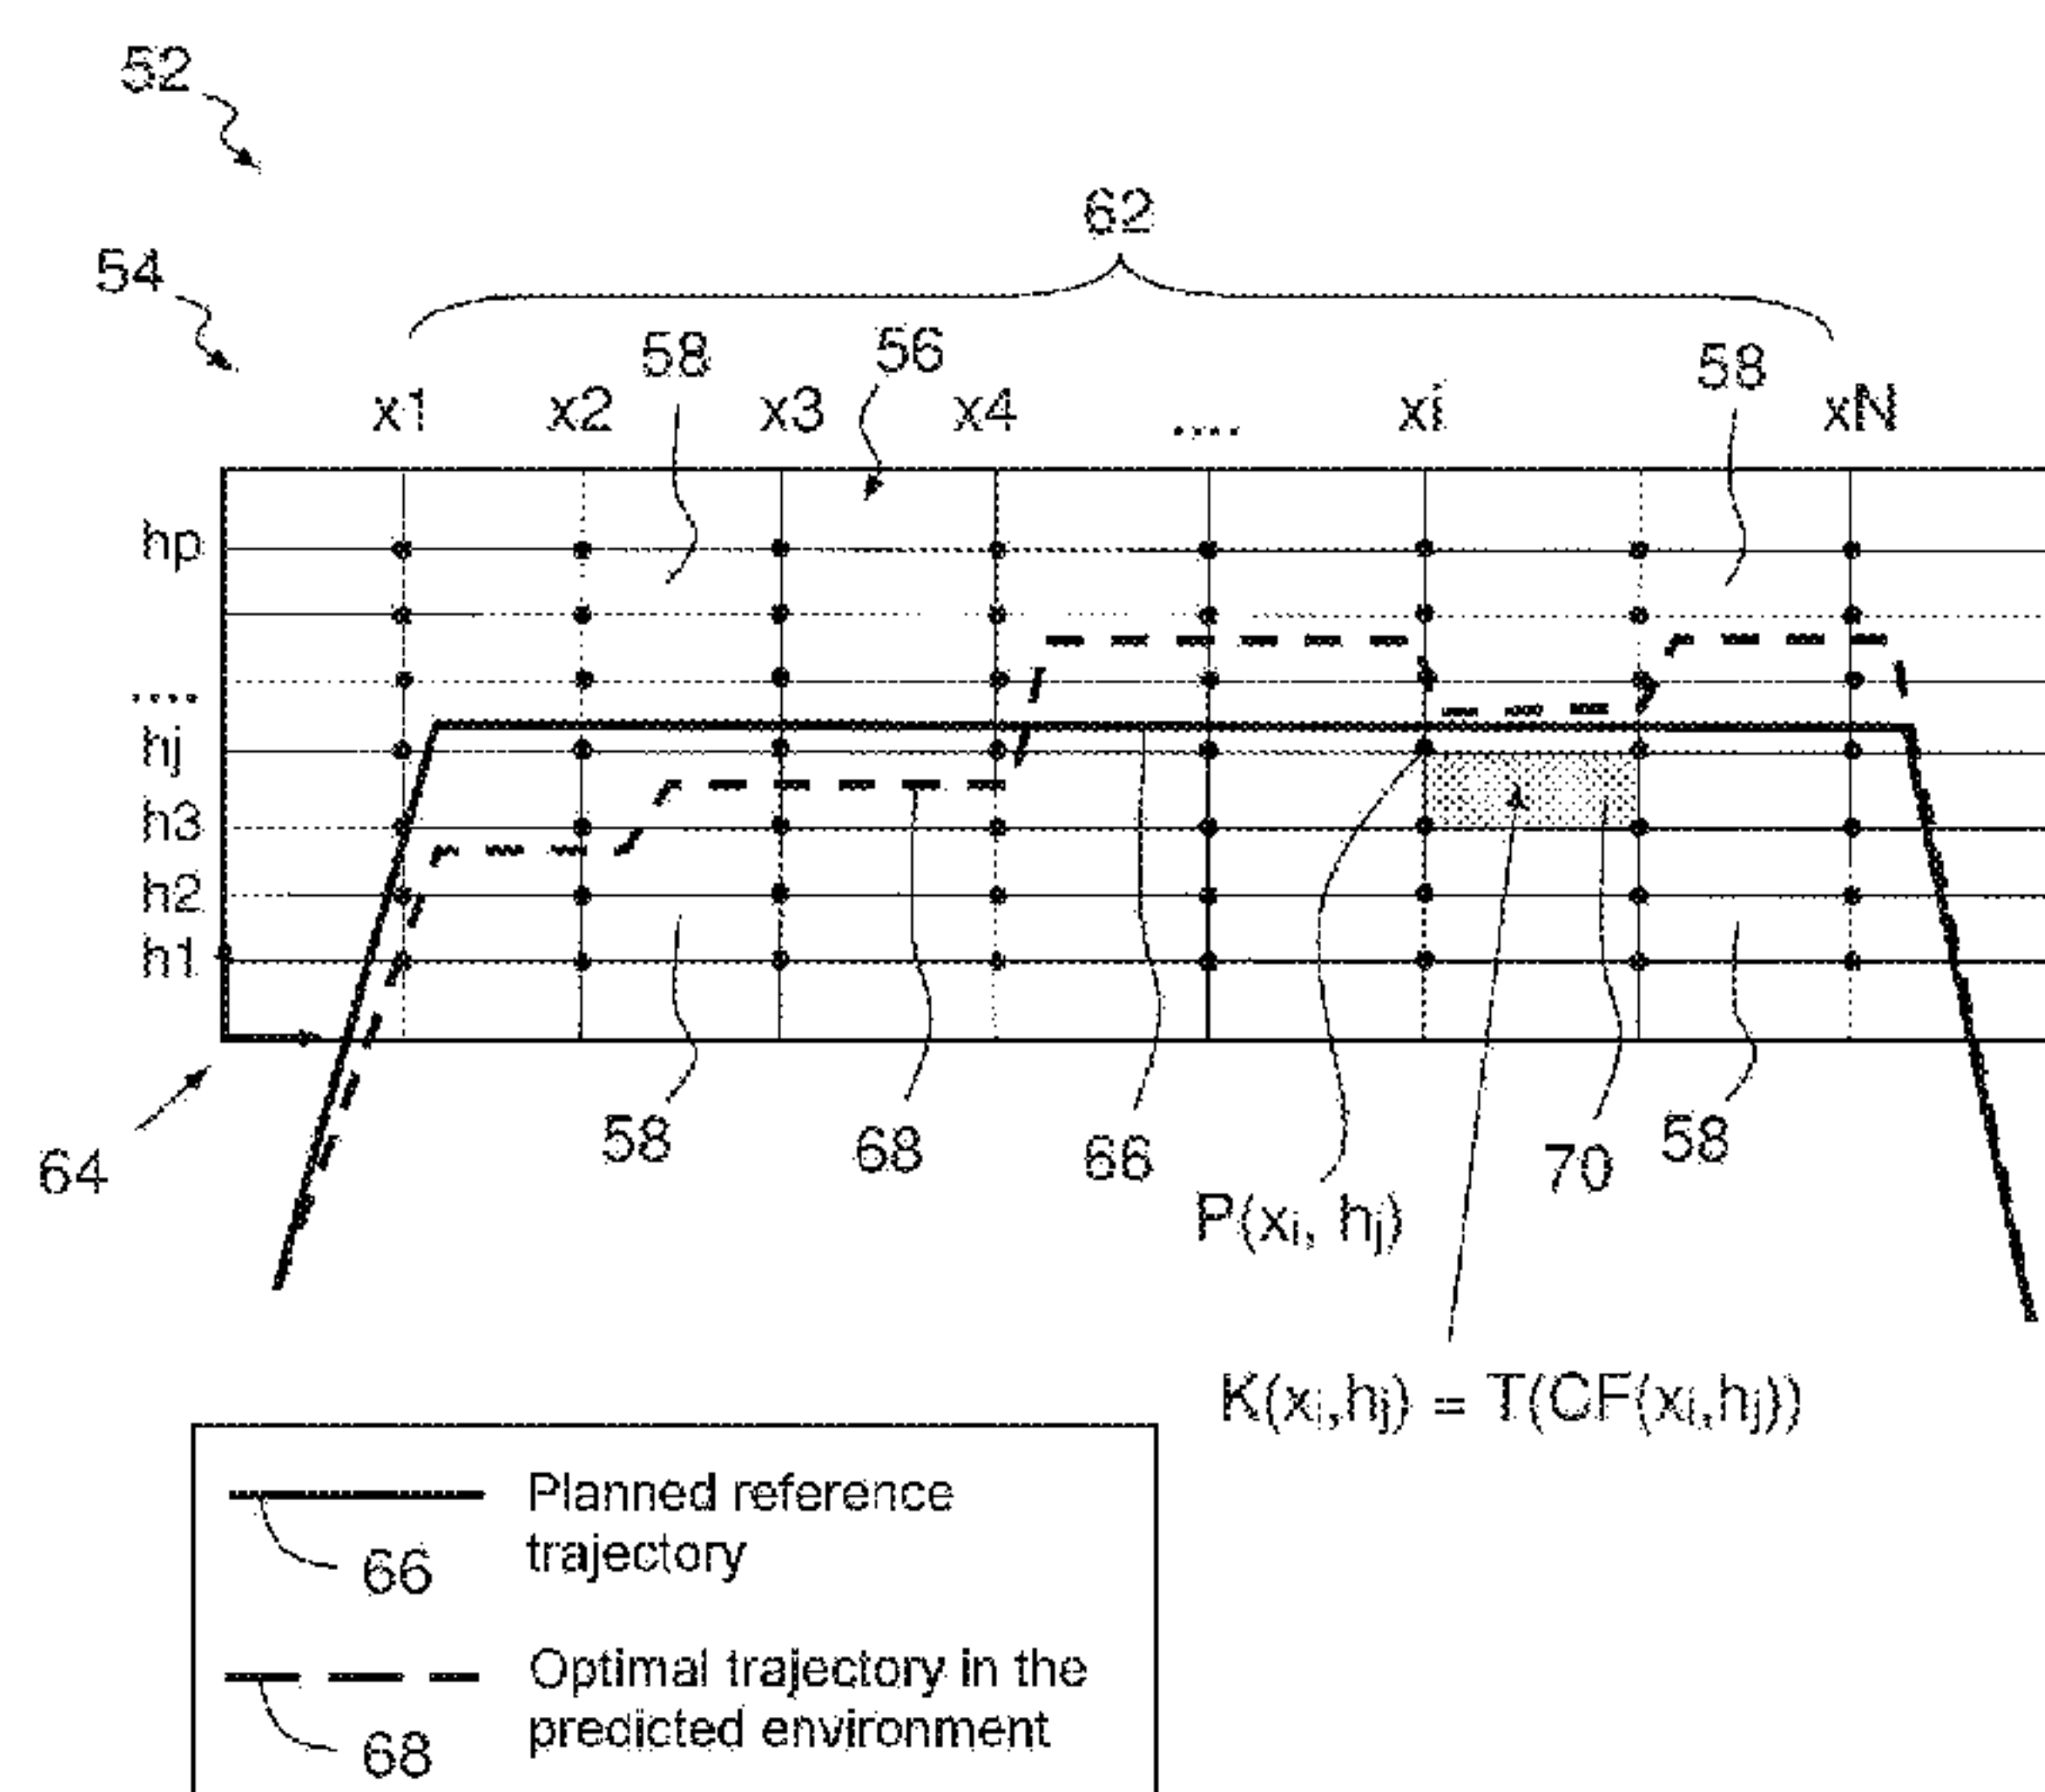 52
62
54
58
56
58
x1
x2
x3
x4
....
xi
xN
hp
....
hj
h3
h2
h1
64
58
68
66
P(xi, hj)
70
58
K(xi,hj) = T(CF(xi,hj))
Planned reference
trajectory
66
Optimal trajectory in the
predicted environment
68